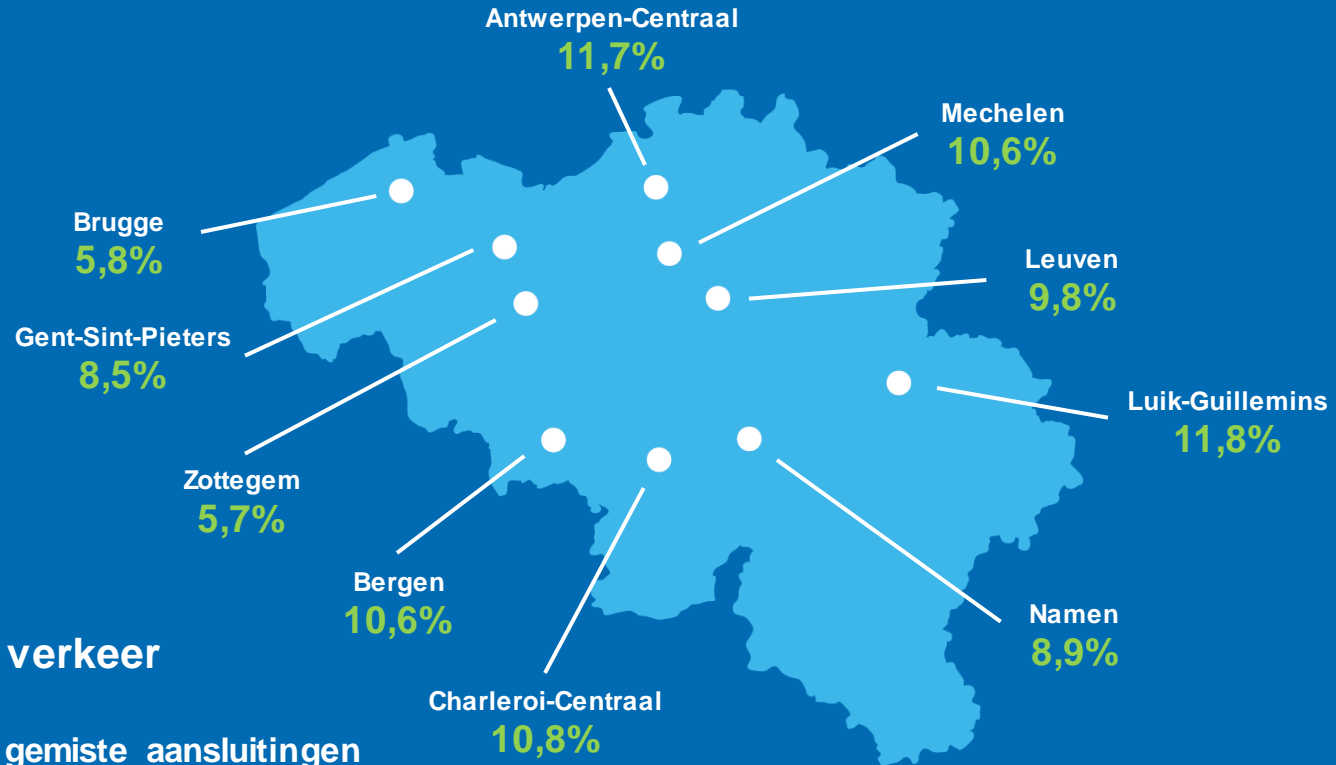 Antwerpen-Centraal
11,7%
Mechelen
10,6%
Brugge
5,8%
Leuven
9,8%
Gent-Sint-Pieters
8,5%
Luik-Guillemins
11,8%
Zottegem
5,7%
Bergen
10,6%
Namen
8,9%
Charleroi-Centraal
10,8%
verkeer
gemiste aansluitingen